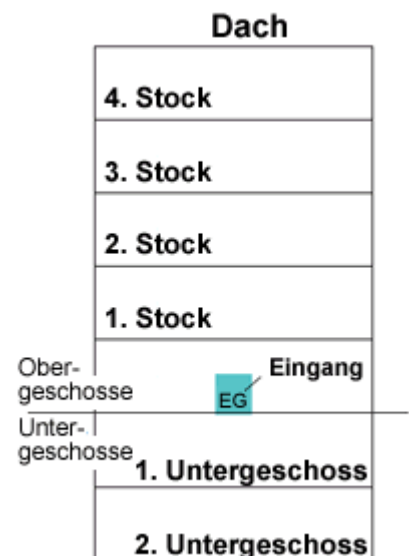 Dach
4. Stock
3. Stock
2. Stock
1. Stock
Ober-
geschosse
Eingang
EG
Unter-
geschosse
1. Untergeschoss
2. Untergeschoss